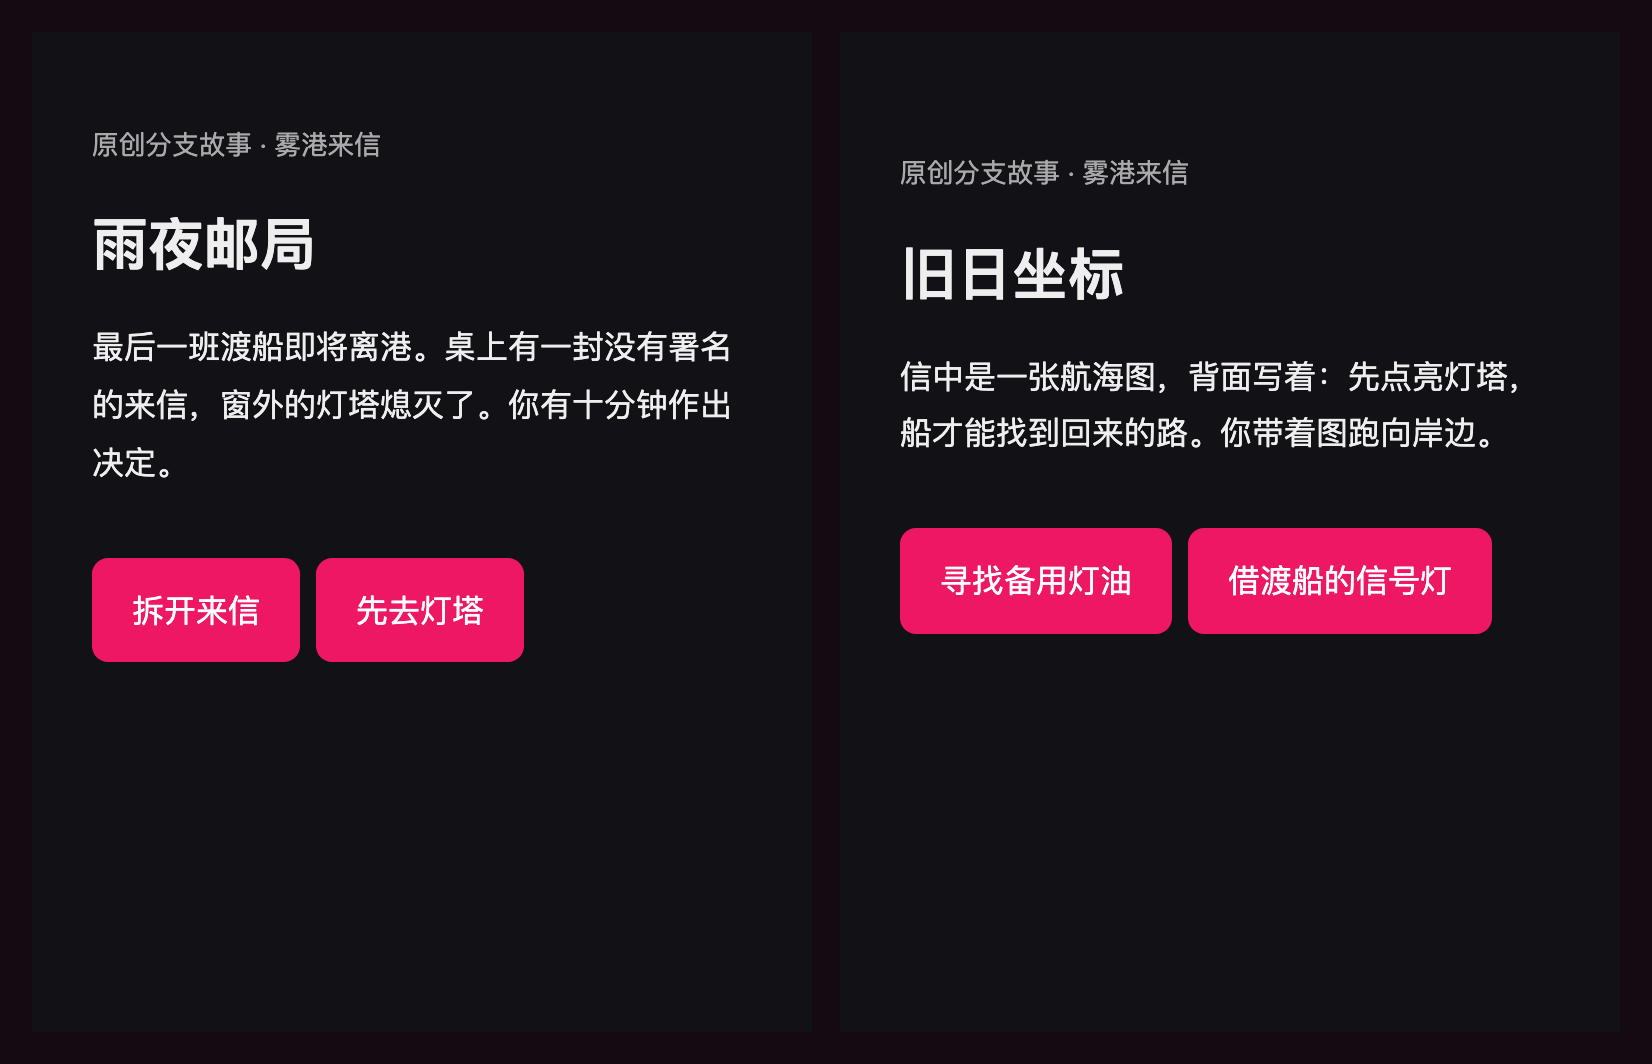 原创分支故事 · 雾港来信
雨夜邮局
最后一班渡船即将离港。桌上有一封没有署名
的来信，窗外的灯塔熄灭了。你有十分钟作出
决定。
拆开来信
先去灯塔
原创分支故事 · 雾港来信
旧日坐标
信中是一张航海图，背面写着：先点亮灯塔，
船才能找到回来的路。你带着图跑向岸边。
寻找备用灯油
借渡船的信号灯